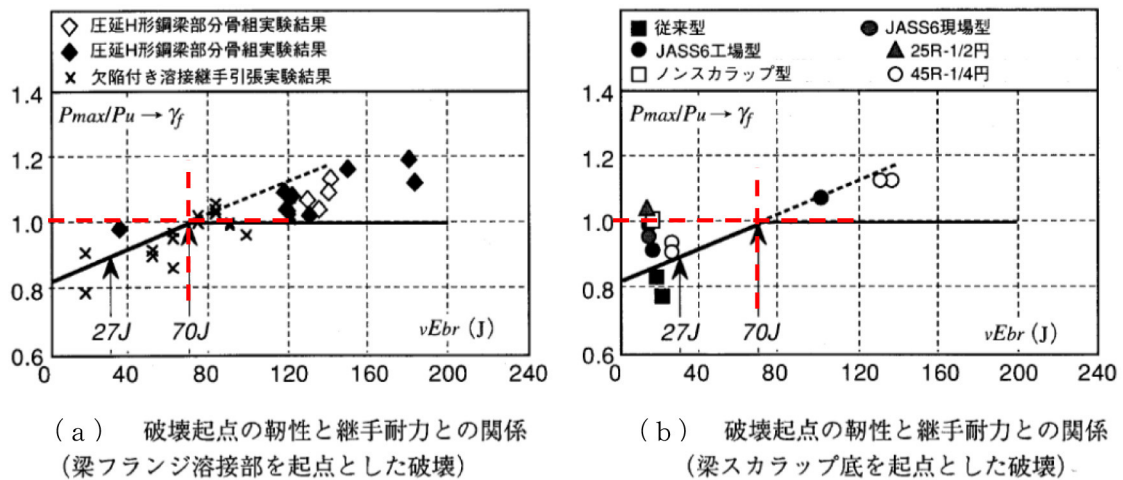 ◇ 圧延H形鋼梁部分骨組実験結果
◆ 圧延H形鋼梁部分骨組実験結果
× 欠陥付き溶接継手引張実験結果
1.4
1.2
1.0
0.8
0.6
Pmax/Pu → γf
27J
70J
vEbr (J)
0 40 80 120 160 200 240
(a) 破壊起点の靭性と継手耐力との関係
(梁フランジ溶接部を起点とした破壊)
■ 従来型
● JASS6現場型
● JASS6工場型
▲ 25R-1/2円
□ ノンスカラップ型
○ 45R-1/4円
1.4
1.2
1.0
0.8
0.6
Pmax/Pu → γf
27J
70J
vEbr (J)
0 40 80 120 160 200 240
(b) 破壊起点の靭性と継手耐力との関係
(梁スカラップ底を起点とした破壊)